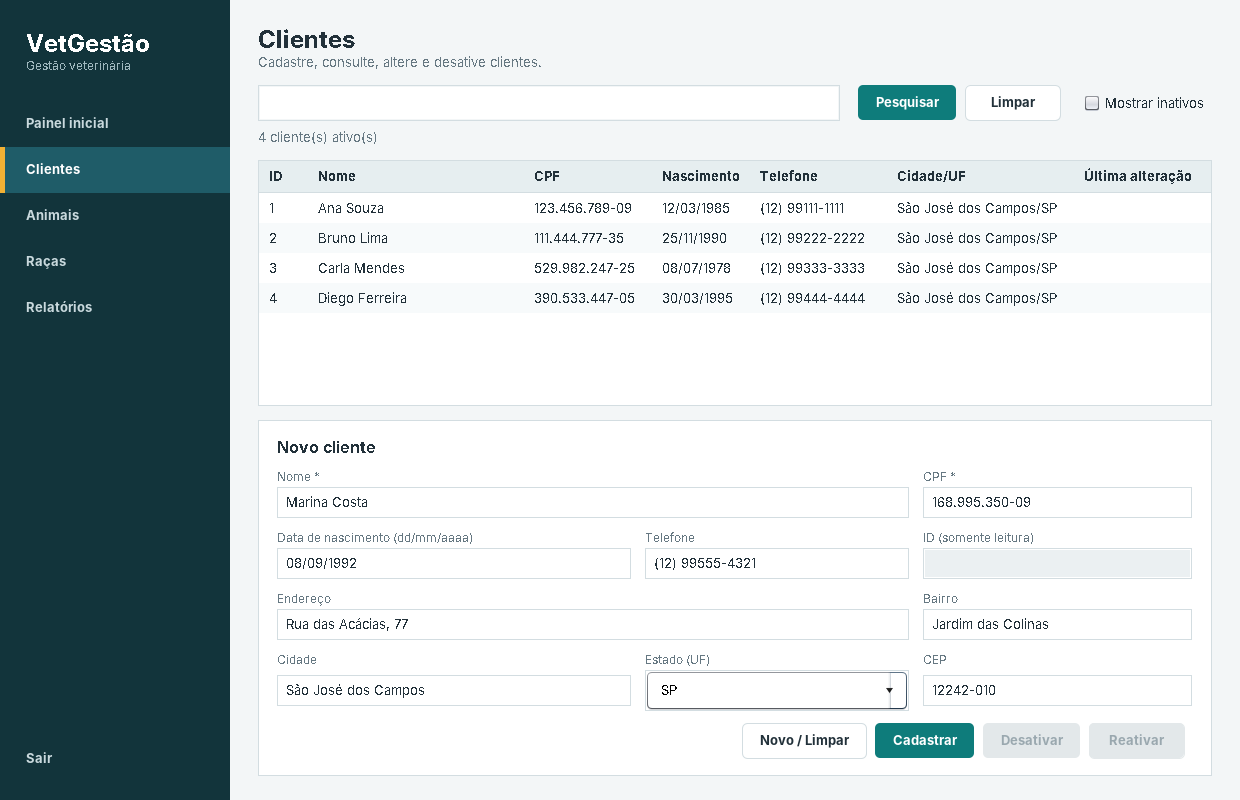 VetGestão
Gestão veterinária
Painel inicial
Clientes
Animais
Raças
Relatórios
Sair
Clientes
Cadastre, consulte, altere e desative clientes.
Pesquisar Limpar Mostrar inativos
4 cliente(s) ativo(s)
ID Nome CPF Nascimento Telefone Cidade/UF Última alteração
1 Ana Souza 123.456.789-09 12/03/1985 (12) 99111-1111 São José dos Campos/SP
2 Bruno Lima 111.444.777-35 25/11/1990 (12) 99222-2222 São José dos Campos/SP
3 Carla Mendes 529.982.247-25 08/07/1978 (12) 99333-3333 São José dos Campos/SP
4 Diego Ferreira 390.533.447-05 30/03/1995 (12) 99444-4444 São José dos Campos/SP
Novo cliente
Nome * CPF *
Marina Costa 168.995.350-09
Data de nascimento (dd/mm/aaaa) Telefone ID (somente leitura)
08/09/1992 (12) 99555-4321
Endereço Bairro
Rua das Acácias, 77 Jardim das Colinas
Cidade Estado (UF) CEP
São José dos Campos SP 12242-010
Novo / Limpar Cadastrar Desativar Reativar